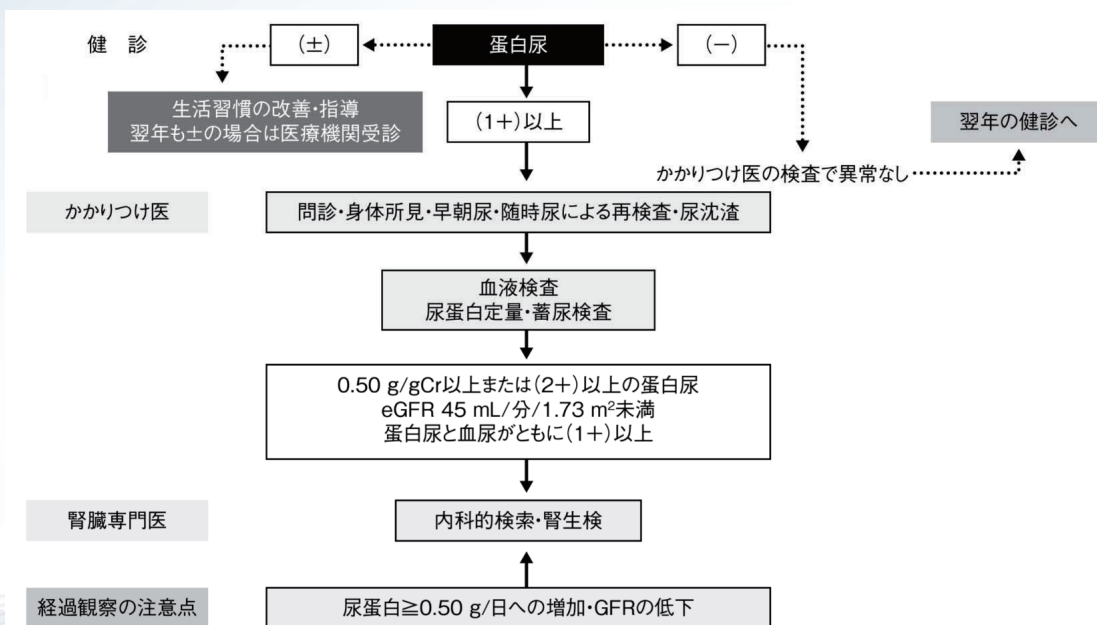 健 診
(±)
蛋白尿
(−)
生活習慣の改善・指導
翌年も±の場合は医療機関受診
(1+)以上
翌年の健診へ
かかりつけ医の検査で異常なし
かかりつけ医
問診・身体所見・早朝尿・随時尿による再検査・尿沈渣
血液検査
尿蛋白定量・蓄尿検査
0.50 g/gCr以上または(2+)以上の蛋白尿
eGFR 45 mL/分/1.73 m²未満
蛋白尿と血尿がともに(1+)以上
腎臓専門医
内科的検索・腎生検
経過観察の注意点
尿蛋白≧0.50 g/日への増加・GFRの低下